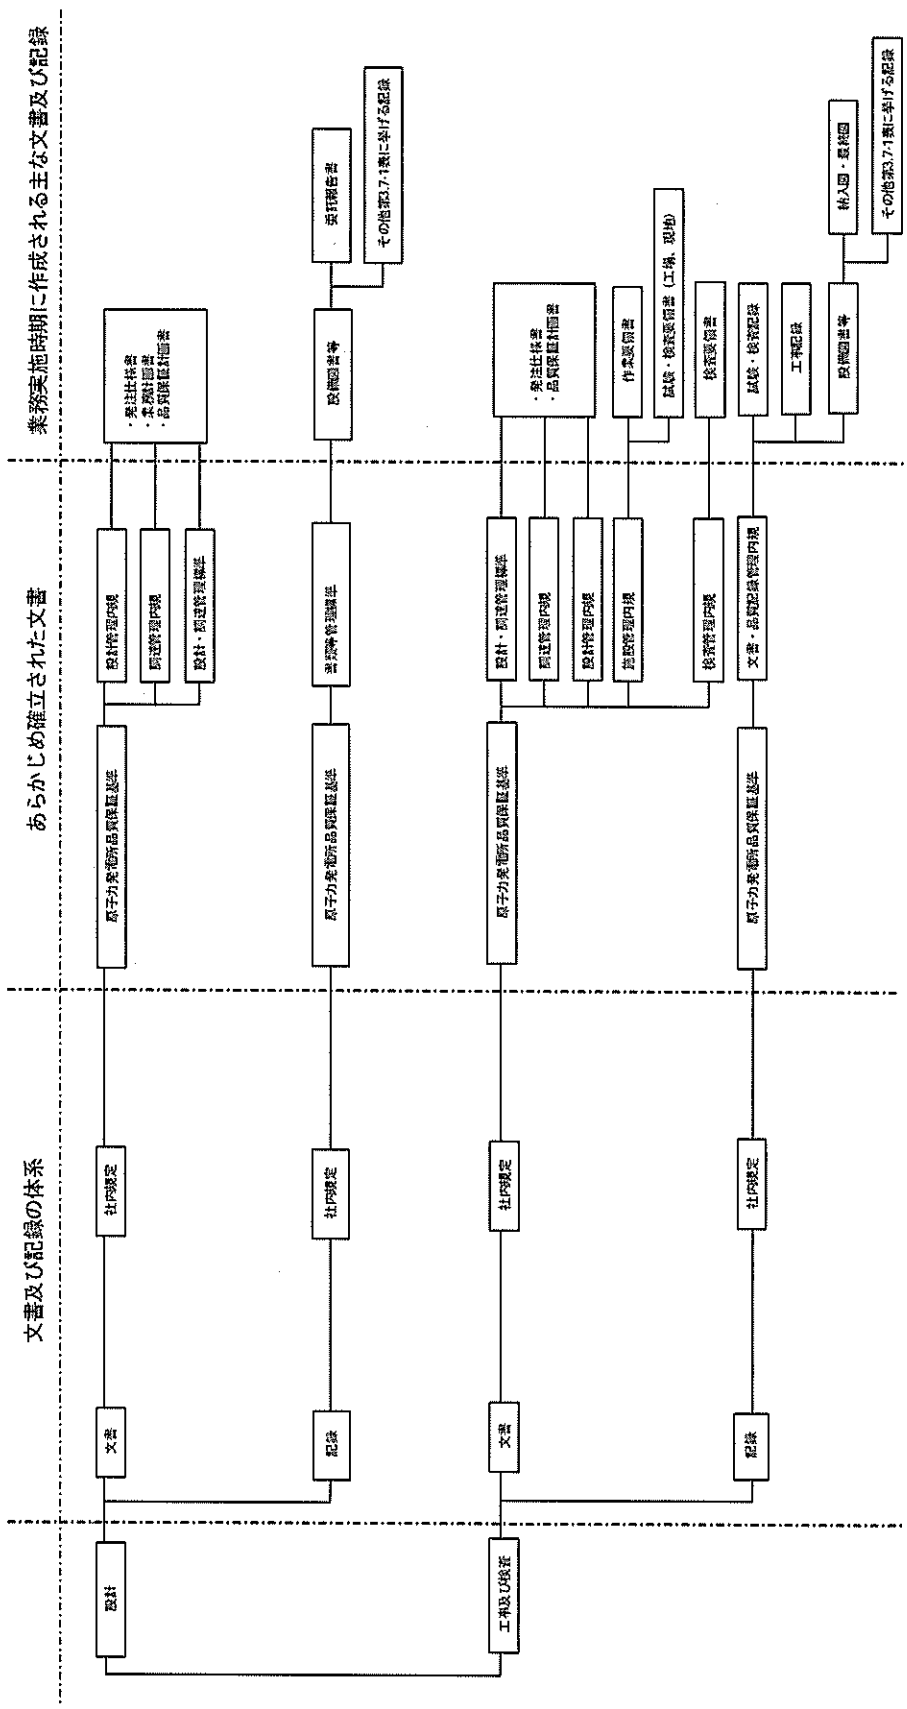 文書及び記録の体系
あらかじめ確立された文書
業務実施時期に作成される主な文書及び記録
設計
文書
社内規定
原子力発電所品質保証基準
設計管理内規
調達管理内規
設計・調達管理標準
・発注仕様書
・業務計画書
・品質保証計画書
記録
社内規定
原子力発電所品質保証基準
書類等管理標準
設備図書等
委託報告書
その他第3.7-1表に挙げる記録
工事及び検査
文書
社内規定
原子力発電所品質保証基準
設計・調達管理標準
調達管理内規
設計管理内規
施設管理内規
検査管理内規
・発注仕様書
・品質保証計画書
作業要領書
試験・検査要領書（工場、現地）
検査要領書
記録
社内規定
原子力発電所品質保証基準
文書・品質記録管理内規
試験・検査記録
工事記録
設備図書等
納入図・最終図
その他第3.7-1表に挙げる記録